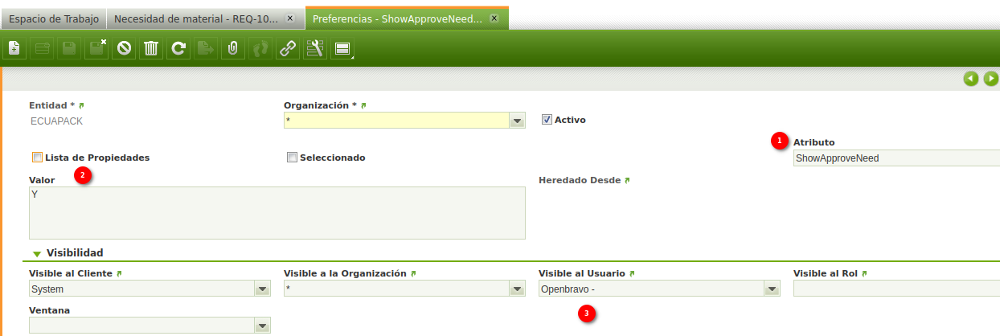 Espacio de Trabajo Necesidad de material - REQ-10... x Preferencias - ShowApproveNeed... x
Entidad * Organización *
ECUAPACK * Activo
1 Atributo
Lista de Propiedades Seleccionado ShowApproveNeed
Valor 2 Heredado Desde
Y
Visibilidad
Visible al Cliente Visible a la Organización Visible al Usuario Visible al Rol
System * Openbravo -
Ventana 3